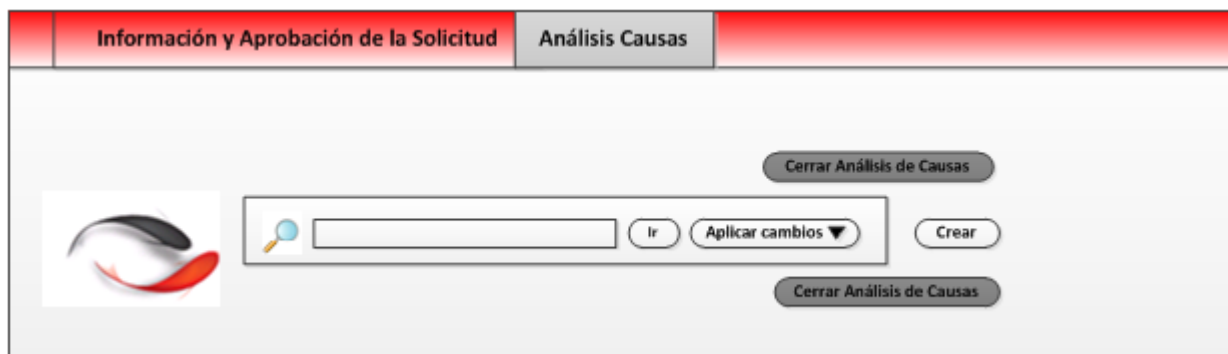 Información y Aprobación de la Solicitud Análisis Causas
Cerrar Análisis de Causas
Ir Aplicar cambios Crear
Cerrar Análisis de Causas